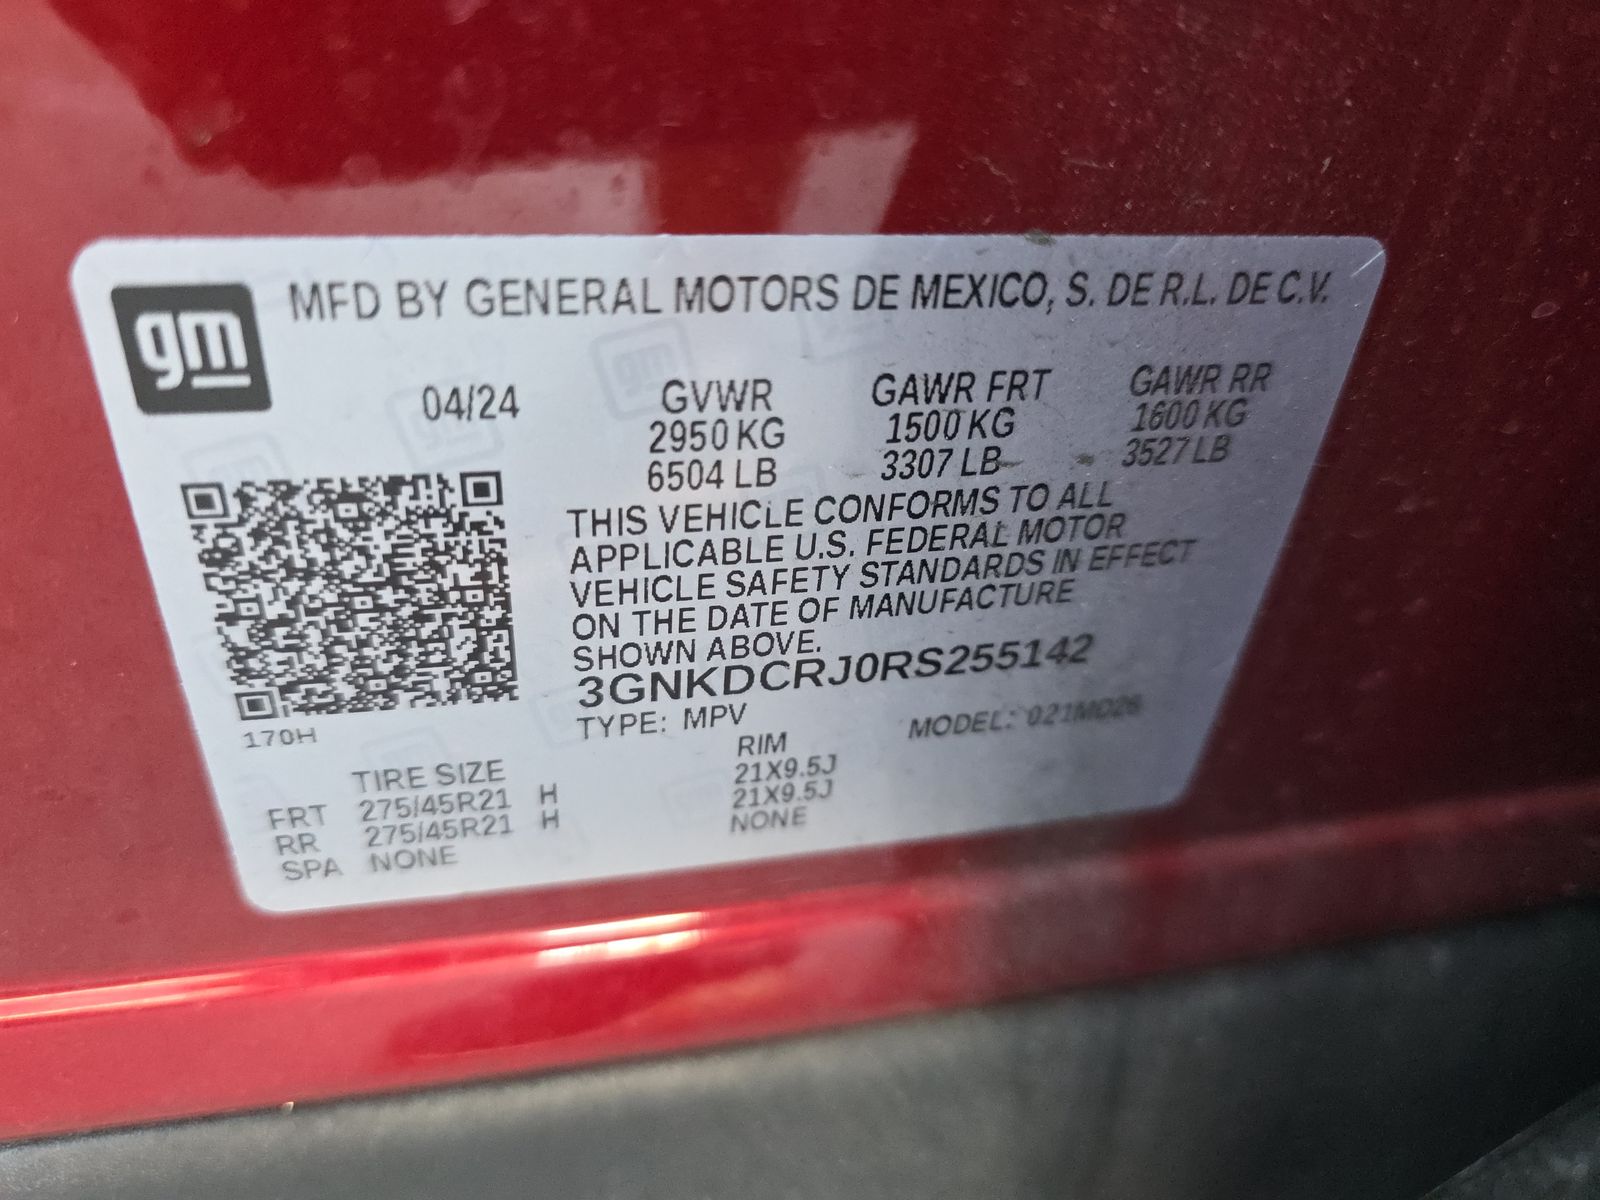 gm
MFD BY GENERAL MOTORS DE MEXICO, S. DE R.L. DE C.V.
04/24
GVWR GAWR FRT GAWR RR
2950 KG 1500 KG 1600 KG
6504 LB 3307 LB 3527 LB
THIS VEHICLE CONFORMS TO ALL
APPLICABLE U.S. FEDERAL MOTOR
VEHICLE SAFETY STANDARDS IN EFFECT
ON THE DATE OF MANUFACTURE
SHOWN ABOVE.
3GNKDCRJ0RS255142
TYPE: MPV MODEL: 021MO26
170H
TIRE SIZE RIM
FRT 275/45R21 H 21X9.5J
RR 275/45R21 H 21X9.5J
SPA NONE NONE